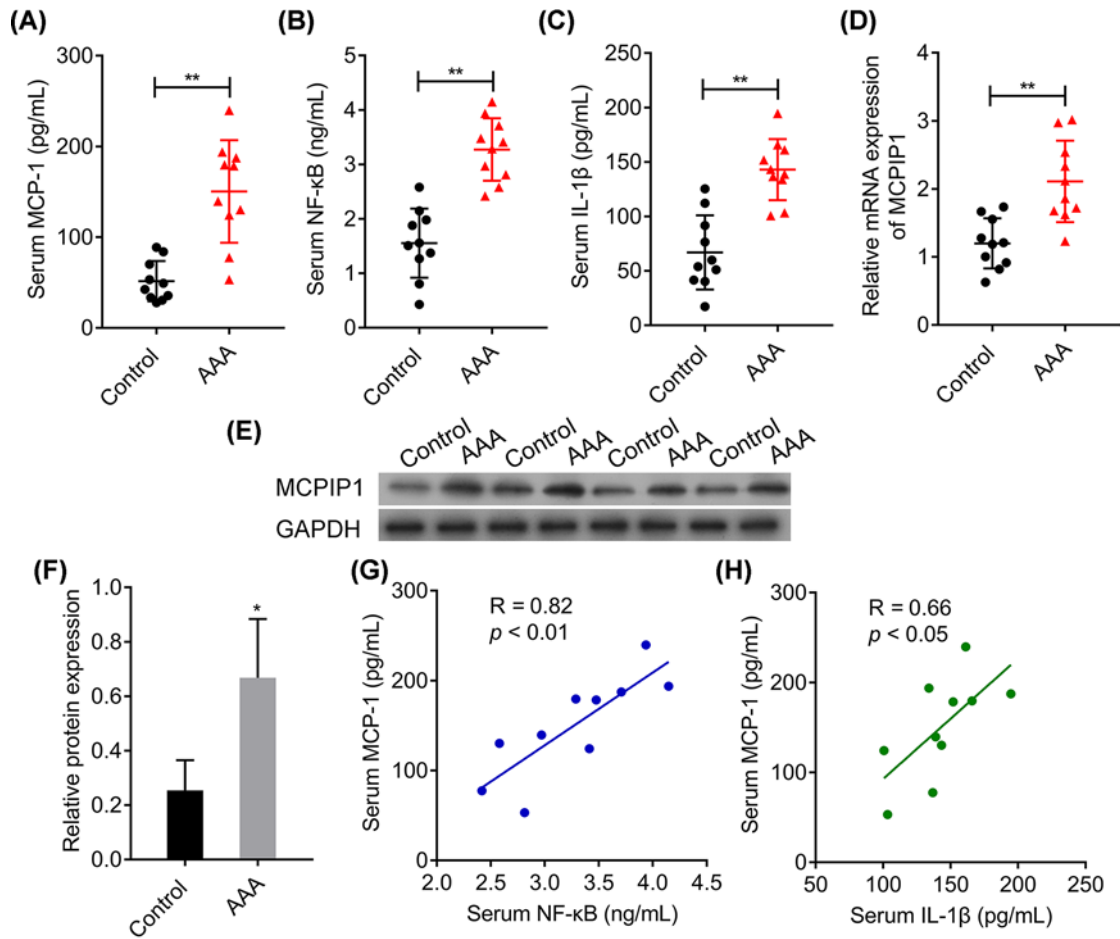 (A)
Serum MCP-1 (pg/mL)
300
200
100
0
**
Control
AAA
(B)
Serum NF-κB (ng/mL)
5
4
3
2
1
0
**
Control
AAA
(C)
Serum IL-1β (pg/mL)
250
200
150
100
50
0
**
Control
AAA
(D)
Relative mRNA expression
of MCPIP1
4
3
2
1
0
**
Control
AAA
(E)
Control AAA Control AAA Control AAA Control AAA
MCPIP1
GAPDH
(F)
Relative protein expression
1.0
0.8
0.6
0.4
0.2
0.0
*
Control
AAA
(G)
Serum MCP-1 (pg/mL)
300
200
100
0
R = 0.82
p < 0.01
2.0 2.5 3.0 3.5 4.0 4.5
Serum NF-κB (ng/mL)
(H)
Serum MCP-1 (pg/mL)
300
200
100
0
R = 0.66
p < 0.05
50 100 150 200 250
Serum IL-1β (pg/mL)